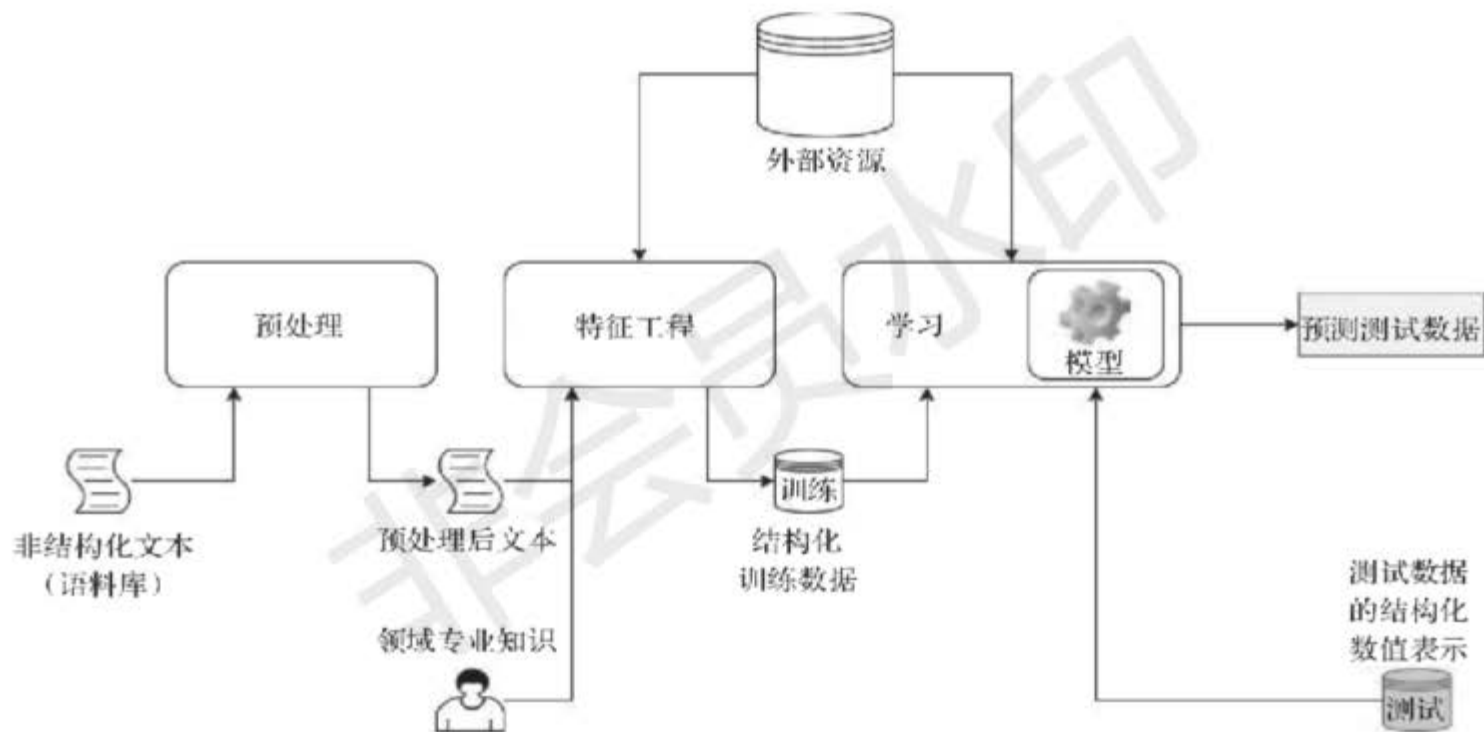 外部资源
预处理
特征工程
学习
模型
预测测试数据
非结构化文本
（语料库）
预处理后文本
训练
结构化
训练数据
领域专业知识
测试数据
的结构化
数值表示
测试
非会员水印